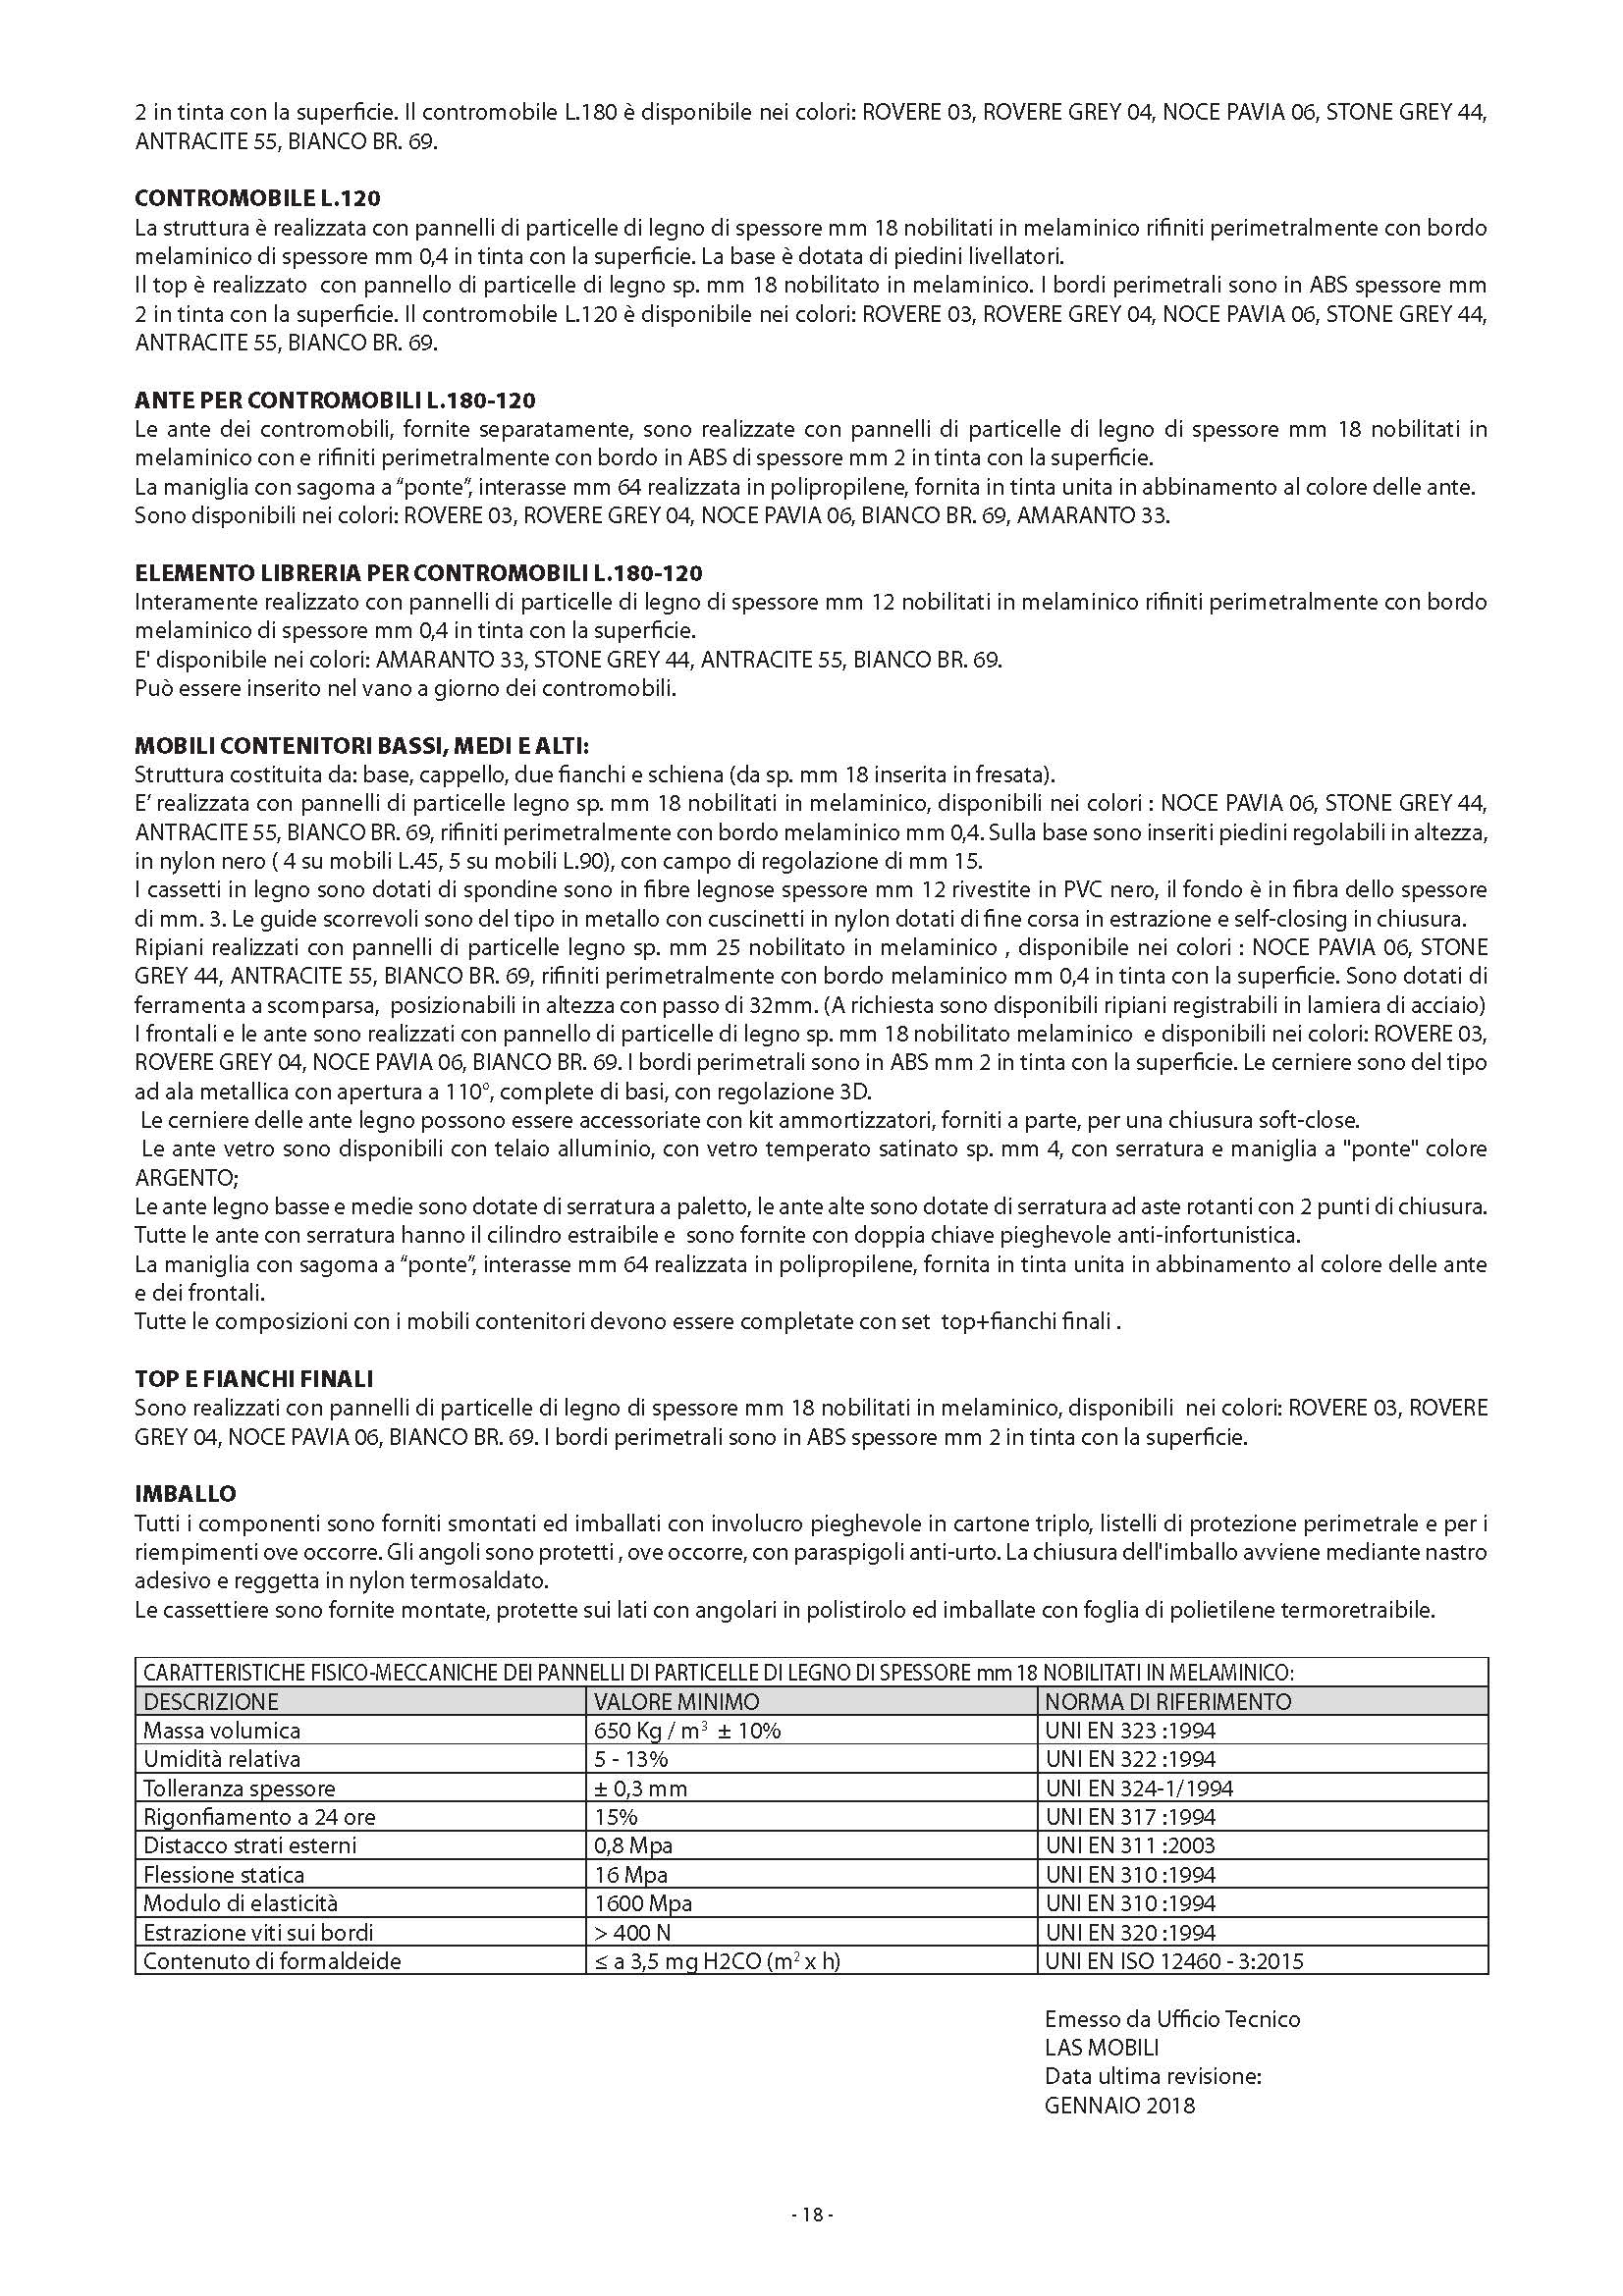 2 in tinta con la superficie. Il contromobile L.180 è disponibile nei colori: ROVERE 03, ROVERE GREY 04, NOCE PAVIA 06, STONE GREY 44,
ANTRACITE 55, BIANCO BR. 69.
CONTROMOBILE L.120
La struttura è realizzata con pannelli di particelle di legno di spessore mm 18 nobilitati in melaminico rifiniti perimetralmente con bordo
melaminico di spessore mm 0,4 in tinta con la superficie. La base è dotata di piedini livellatori.
Il top è realizzato con pannello di particelle di legno sp. mm 18 nobilitato in melaminico. I bordi perimetrali sono in ABS spessore mm
2 in tinta con la superficie. Il contromobile L.120 è disponibile nei colori: ROVERE 03, ROVERE GREY 04, NOCE PAVIA 06, STONE GREY 44,
ANTRACITE 55, BIANCO BR. 69.
ANTE PER CONTROMOBILI L.180-120
Le ante dei contromobili, fornite separatamente, sono realizzate con pannelli di particelle di legno di spessore mm 18 nobilitati in
melaminico con e rifiniti perimetralmente con bordo in ABS di spessore mm 2 in tinta con la superficie.
La maniglia con sagoma a “ponte”, interasse mm 64 realizzata in polipropilene, fornita in tinta unita in abbinamento al colore delle ante.
Sono disponibili nei colori: ROVERE 03, ROVERE GREY 04, NOCE PAVIA 06, BIANCO BR. 69, AMARANTO 33.
ELEMENTO LIBRERIA PER CONTROMOBILI L.180-120
Interamente realizzato con pannelli di particelle di legno di spessore mm 12 nobilitati in melaminico rifiniti perimetralmente con bordo
melaminico di spessore mm 0,4 in tinta con la superficie.
E' disponibile nei colori: AMARANTO 33, STONE GREY 44, ANTRACITE 55, BIANCO BR. 69.
Può essere inserito nel vano a giorno dei contromobili.
MOBILI CONTENITORI BASSI, MEDI E ALTI:
Struttura costituita da: base, cappello, due fianchi e schiena (da sp. mm 18 inserita in fresata).
E’ realizzata con pannelli di particelle legno sp. mm 18 nobilitati in melaminico, disponibili nei colori : NOCE PAVIA 06, STONE GREY 44,
ANTRACITE 55, BIANCO BR. 69, rifiniti perimetralmente con bordo melaminico mm 0,4. Sulla base sono inseriti piedini regolabili in altezza,
in nylon nero ( 4 su mobili L.45, 5 su mobili L.90), con campo di regolazione di mm 15.
I cassetti in legno sono dotati di spondine sono in fibre legnose spessore mm 12 rivestite in PVC nero, il fondo è in fibra dello spessore
di mm. 3. Le guide scorrevoli sono del tipo in metallo con cuscinetti in nylon dotati di fine corsa in estrazione e self-closing in chiusura.
Ripiani realizzati con pannelli di particelle legno sp. mm 25 nobilitato in melaminico , disponibile nei colori : NOCE PAVIA 06, STONE
GREY 44, ANTRACITE 55, BIANCO BR. 69, rifiniti perimetralmente con bordo melaminico mm 0,4 in tinta con la superficie. Sono dotati di
ferramenta a scomparsa, posizionabili in altezza con passo di 32mm. (A richiesta sono disponibili ripiani registrabili in lamiera di acciaio)
I frontali e le ante sono realizzati con pannello di particelle di legno sp. mm 18 nobilitato melaminico e disponibili nei colori: ROVERE 03,
ROVERE GREY 04, NOCE PAVIA 06, BIANCO BR. 69. I bordi perimetrali sono in ABS mm 2 in tinta con la superficie. Le cerniere sono del tipo
ad ala metallica con apertura a 110°, complete di basi, con regolazione 3D.
Le cerniere delle ante legno possono essere accessoriate con kit ammortizzatori, forniti a parte, per una chiusura soft-close.
Le ante vetro sono disponibili con telaio alluminio, con vetro temperato satinato sp. mm 4, con serratura e maniglia a "ponte" colore
ARGENTO;
Le ante legno basse e medie sono dotate di serratura a paletto, le ante alte sono dotate di serratura ad aste rotanti con 2 punti di chiusura.
Tutte le ante con serratura hanno il cilindro estraibile e sono fornite con doppia chiave pieghevole anti-infortunistica.
La maniglia con sagoma a “ponte”, interasse mm 64 realizzata in polipropilene, fornita in tinta unita in abbinamento al colore delle ante
e dei frontali.
Tutte le composizioni con i mobili contenitori devono essere completate con set top+fianchi finali .
TOP E FIANCHI FINALI
Sono realizzati con pannelli di particelle di legno di spessore mm 18 nobilitati in melaminico, disponibili nei colori: ROVERE 03, ROVERE
GREY 04, NOCE PAVIA 06, BIANCO BR. 69. I bordi perimetrali sono in ABS spessore mm 2 in tinta con la superficie.
IMBALLO
Tutti i componenti sono forniti smontati ed imballati con involucro pieghevole in cartone triplo, listelli di protezione perimetrale e per i
riempimenti ove occorre. Gli angoli sono protetti , ove occorre, con paraspigoli anti-urto. La chiusura dell'imballo avviene mediante nastro
adesivo e reggetta in nylon termosaldato.
Le cassettiere sono fornite montate, protette sui lati con angolari in polistirolo ed imballate con foglia di polietilene termoretraibile.
CARATTERISTICHE FISICO-MECCANICHE DEI PANNELLI DI PARTICELLE DI LEGNO DI SPESSORE mm 18 NOBILITATI IN MELAMINICO:
DESCRIZIONE VALORE MINIMO NORMA DI RIFERIMENTO
Massa volumica 650 Kg / m³ ± 10% UNI EN 323 :1994
Umidità relativa 5 - 13% UNI EN 322 :1994
Tolleranza spessore ± 0,3 mm UNI EN 324-1/1994
Rigonfiamento a 24 ore 15% UNI EN 317 :1994
Distacco strati esterni 0,8 Mpa UNI EN 311 :2003
Flessione statica 16 Mpa UNI EN 310 :1994
Modulo di elasticità 1600 Mpa UNI EN 310 :1994
Estrazione viti sui bordi > 400 N UNI EN 320 :1994
Contenuto di formaldeide ≤ a 3,5 mg H2CO (m² x h) UNI EN ISO 12460 - 3:2015
Emesso da Ufficio Tecnico
LAS MOBILI
Data ultima revisione:
GENNAIO 2018
- 18 -